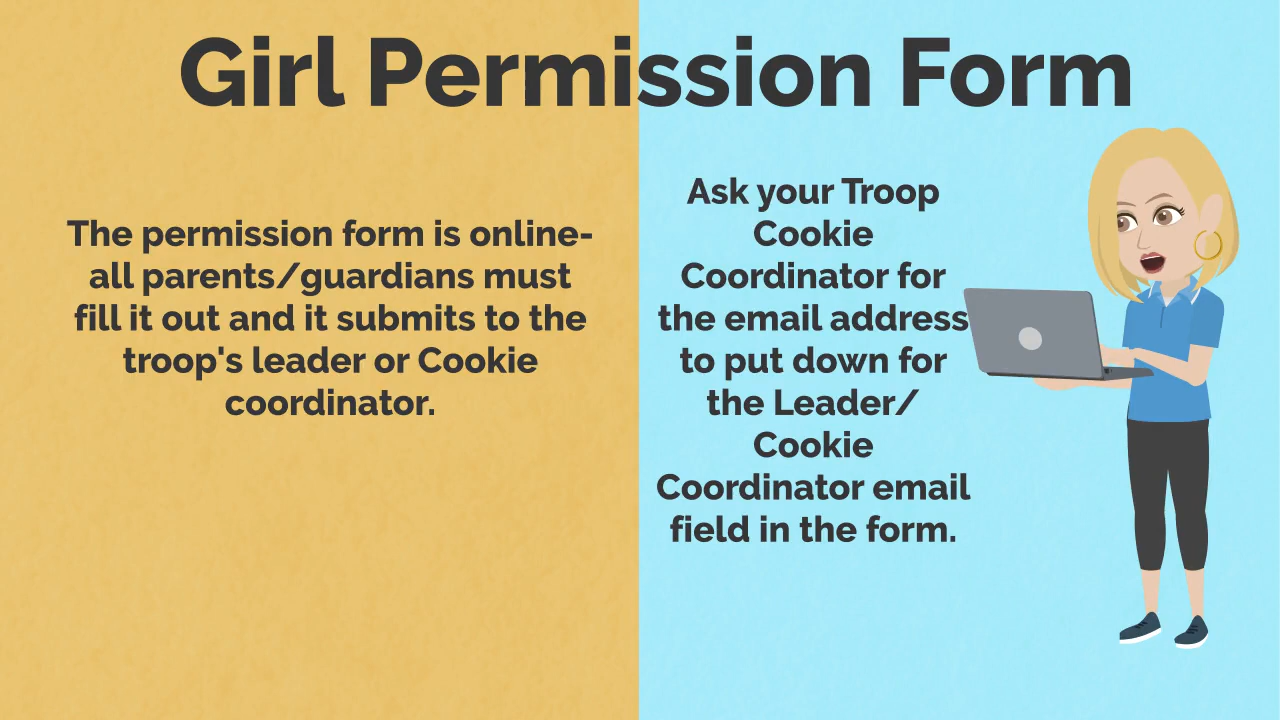 Girl Permission Form
The permission form is online-
all parents/guardians must
fill it out and it submits to the
troop's leader or Cookie
coordinator.
Ask your Troop
Cookie
Coordinator for
the email address
to put down for
the Leader/
Cookie
Coordinator email
field in the form.